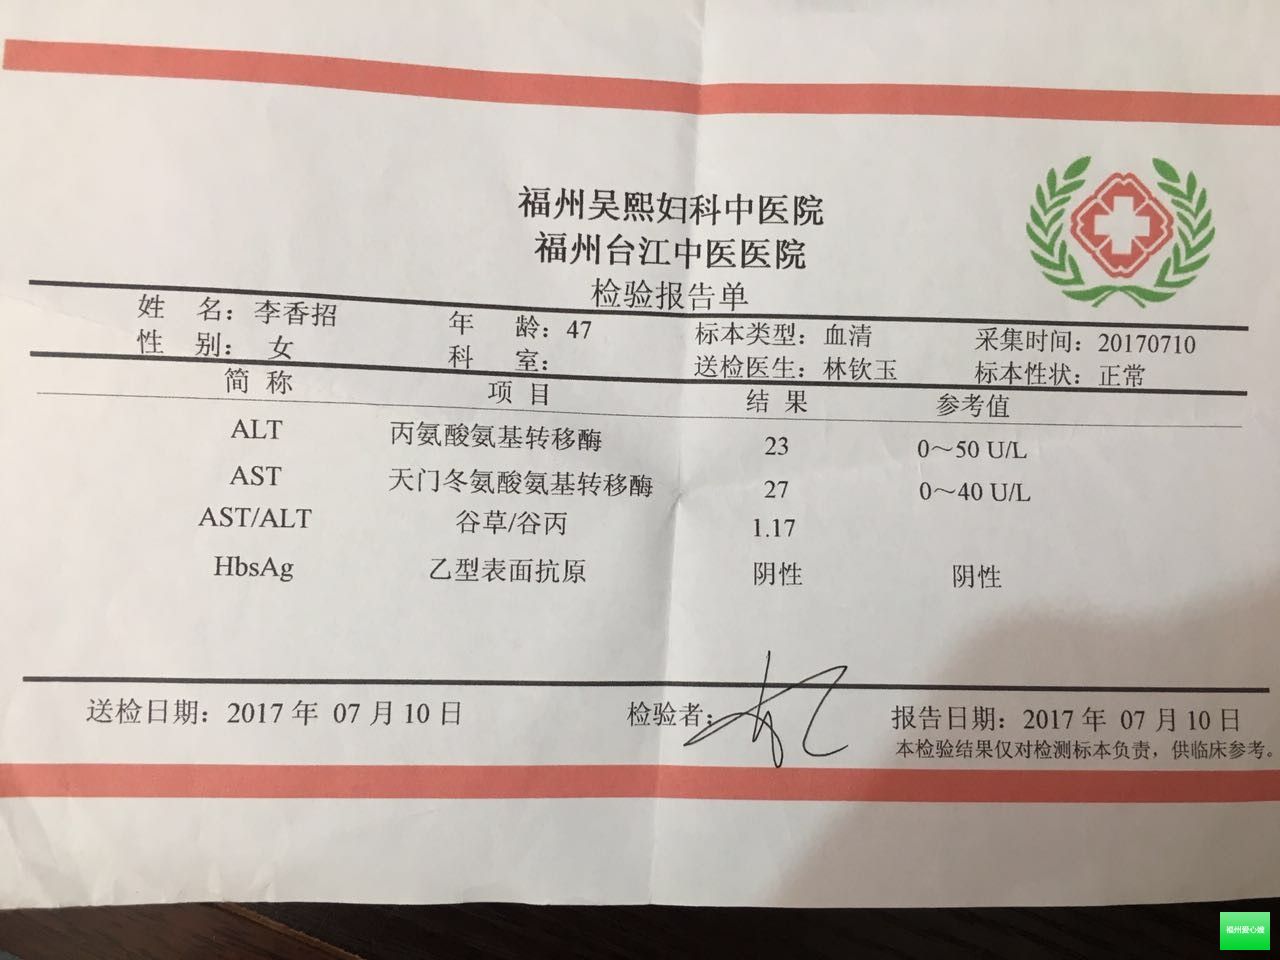 福州吴熙妇科中医院
福州台江中医医院
检验报告单
姓 名：李香招 年 龄：47 标本类型：血清 采集时间：20170710
性 别：女 科 室： 送检医生：林钦玉 标本性状：正常
简 称 项 目 结 果 参考值
ALT 丙氨酸氨基转移酶 23 0～50 U/L
AST 天门冬氨酸氨基转移酶 27 0～40 U/L
AST/ALT 谷草/谷丙 1.17
HbsAg 乙型表面抗原 阴性 阴性
送检日期：2017 年 07 月 10 日 检验者： 报告日期：2017 年 07 月 10 日
本检验结果仅对检测标本负责，供临床参考。
福州爱心嫂